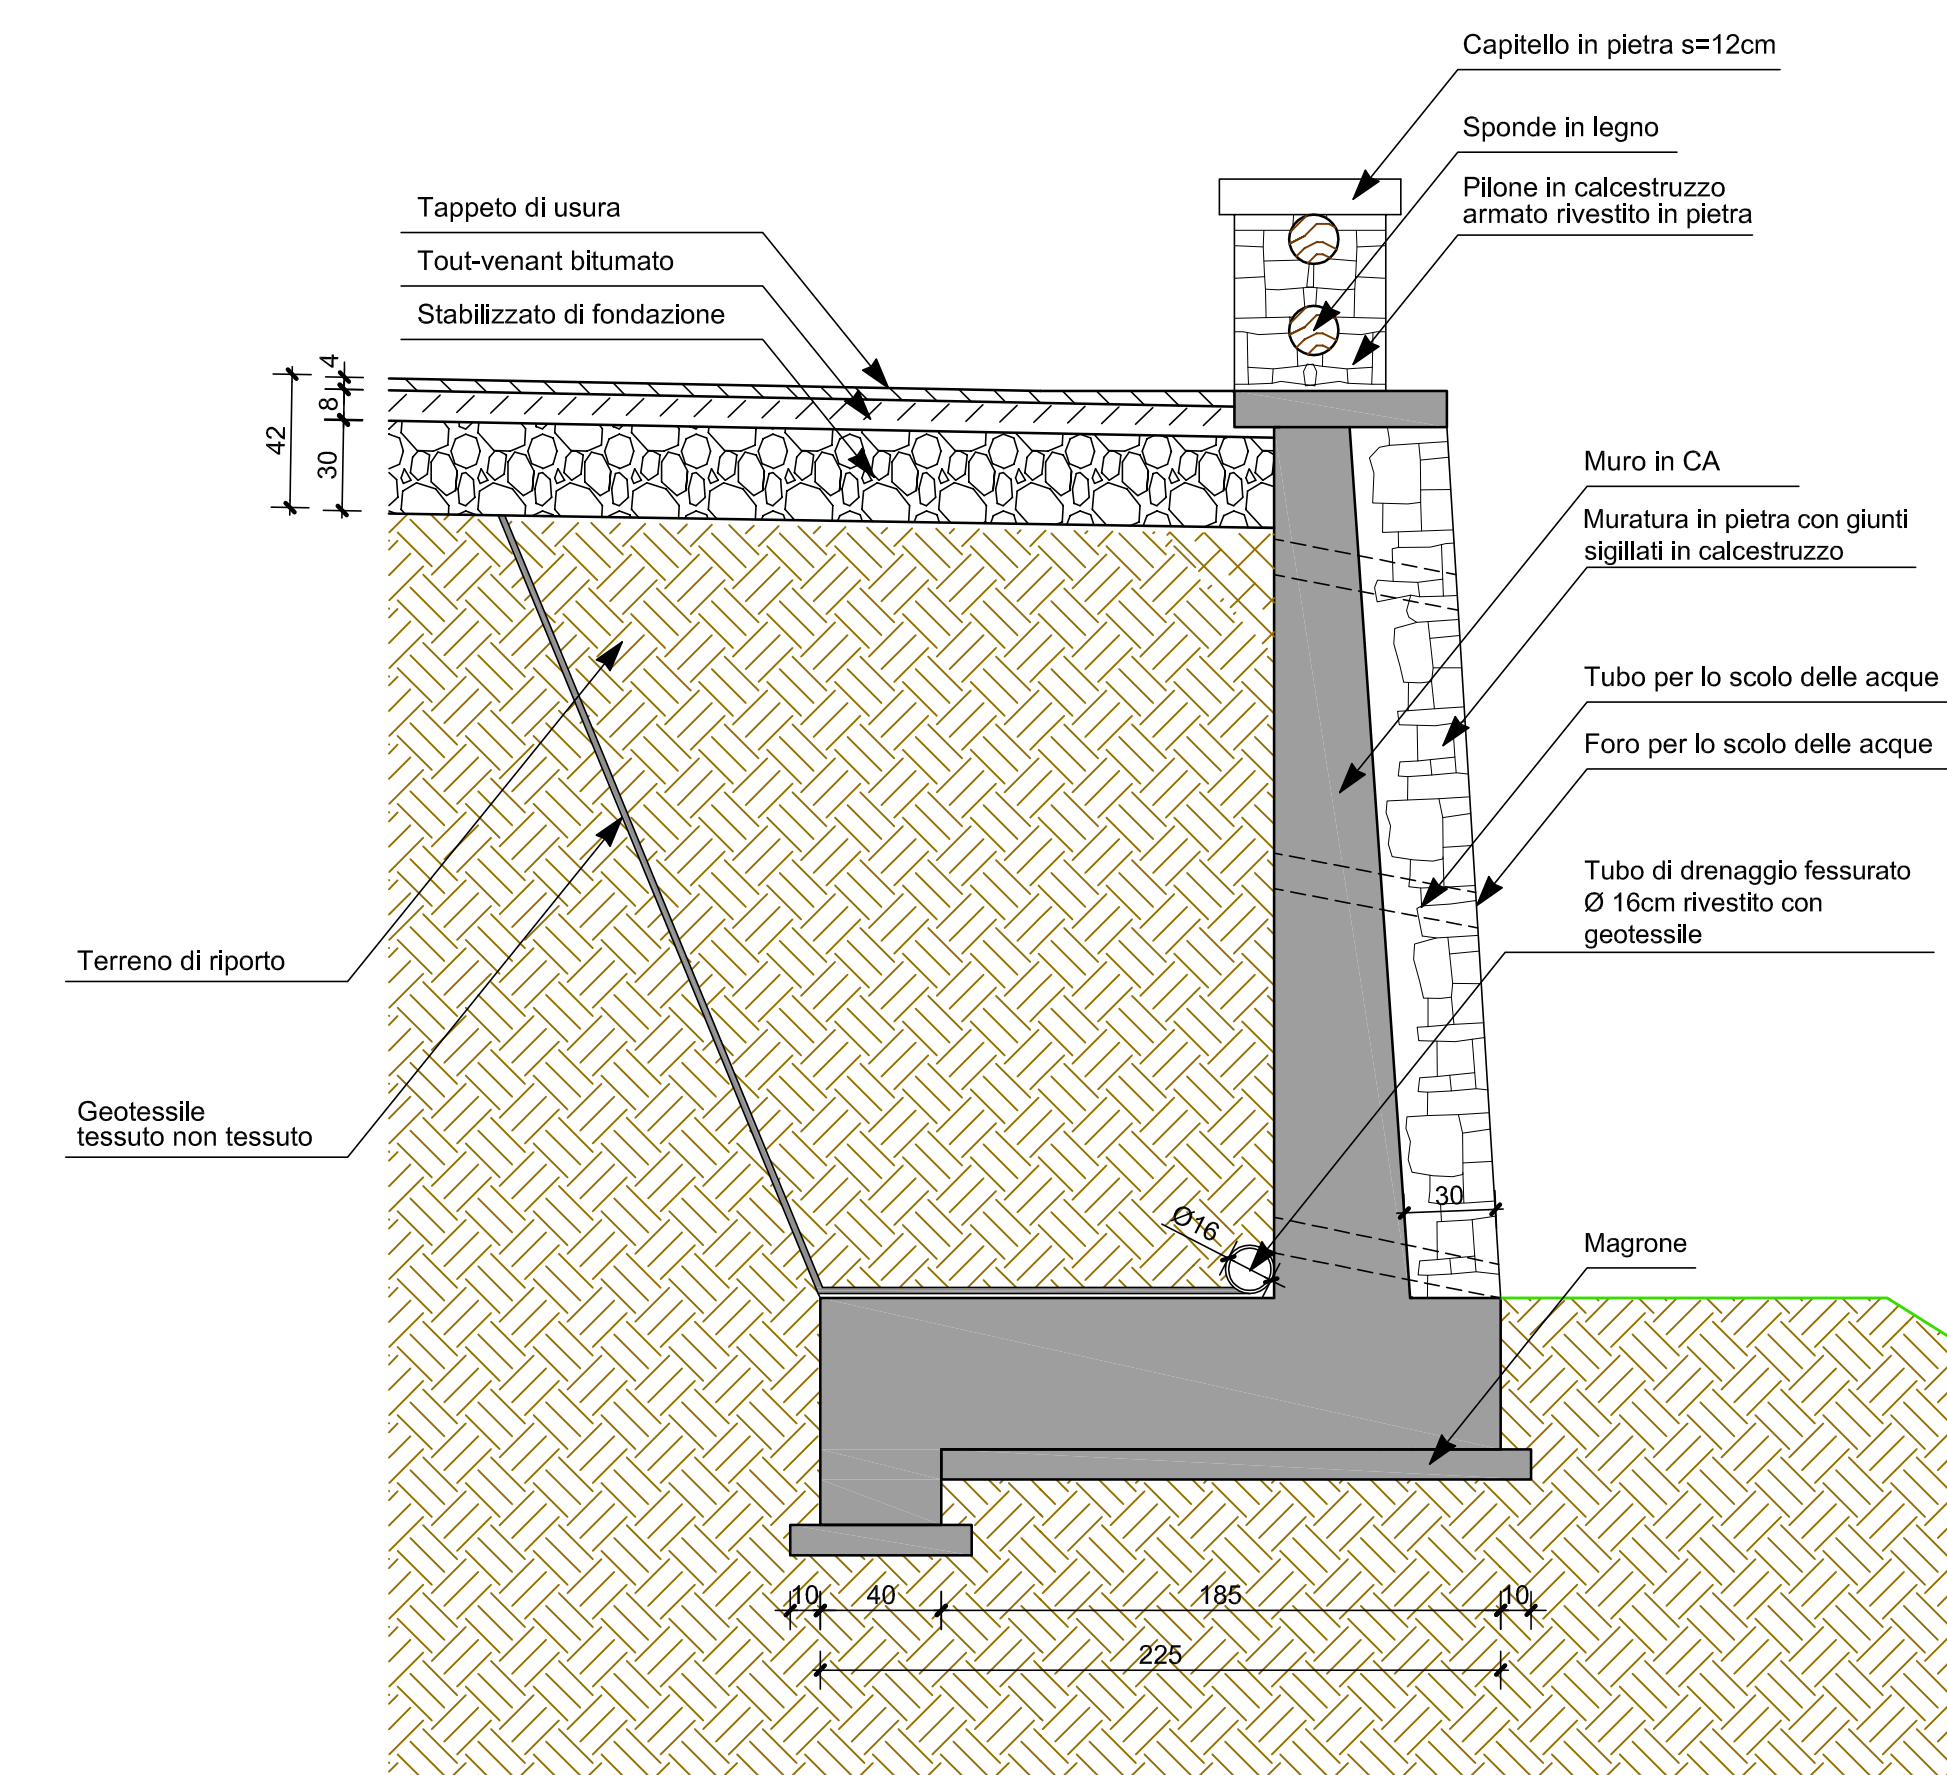 Capitello in pietra s=12cm
Sponde in legno
Pilone in calcestruzzo
armato rivestito in pietra
Tappeto di usura
Tout-venant bitumato
Stabilizzato di fondazione
4
8
30
42
Muro in CA
Muratura in pietra con giunti
sigillati in calcestruzzo
Tubo per lo scolo delle acque
Foro per lo scolo delle acque
Tubo di drenaggio fessurato
Ø 16cm rivestito con
geotessile
Terreno di riporto
Geotessile
tessuto non tessuto
30
Ø16
Magrone
10
40
185
10
225